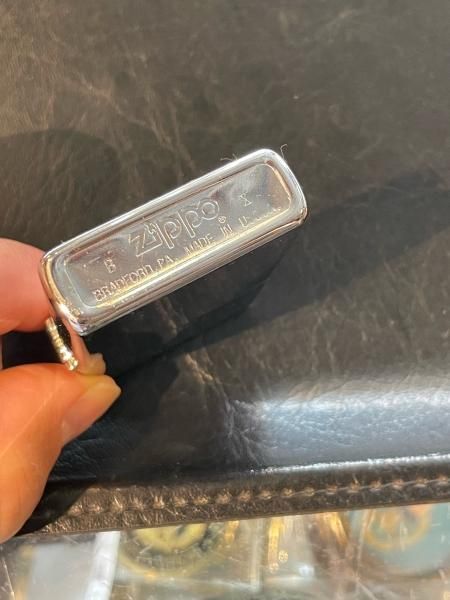 B Zippo ® X
BRADFORD, PA. MADE IN U.S.A.